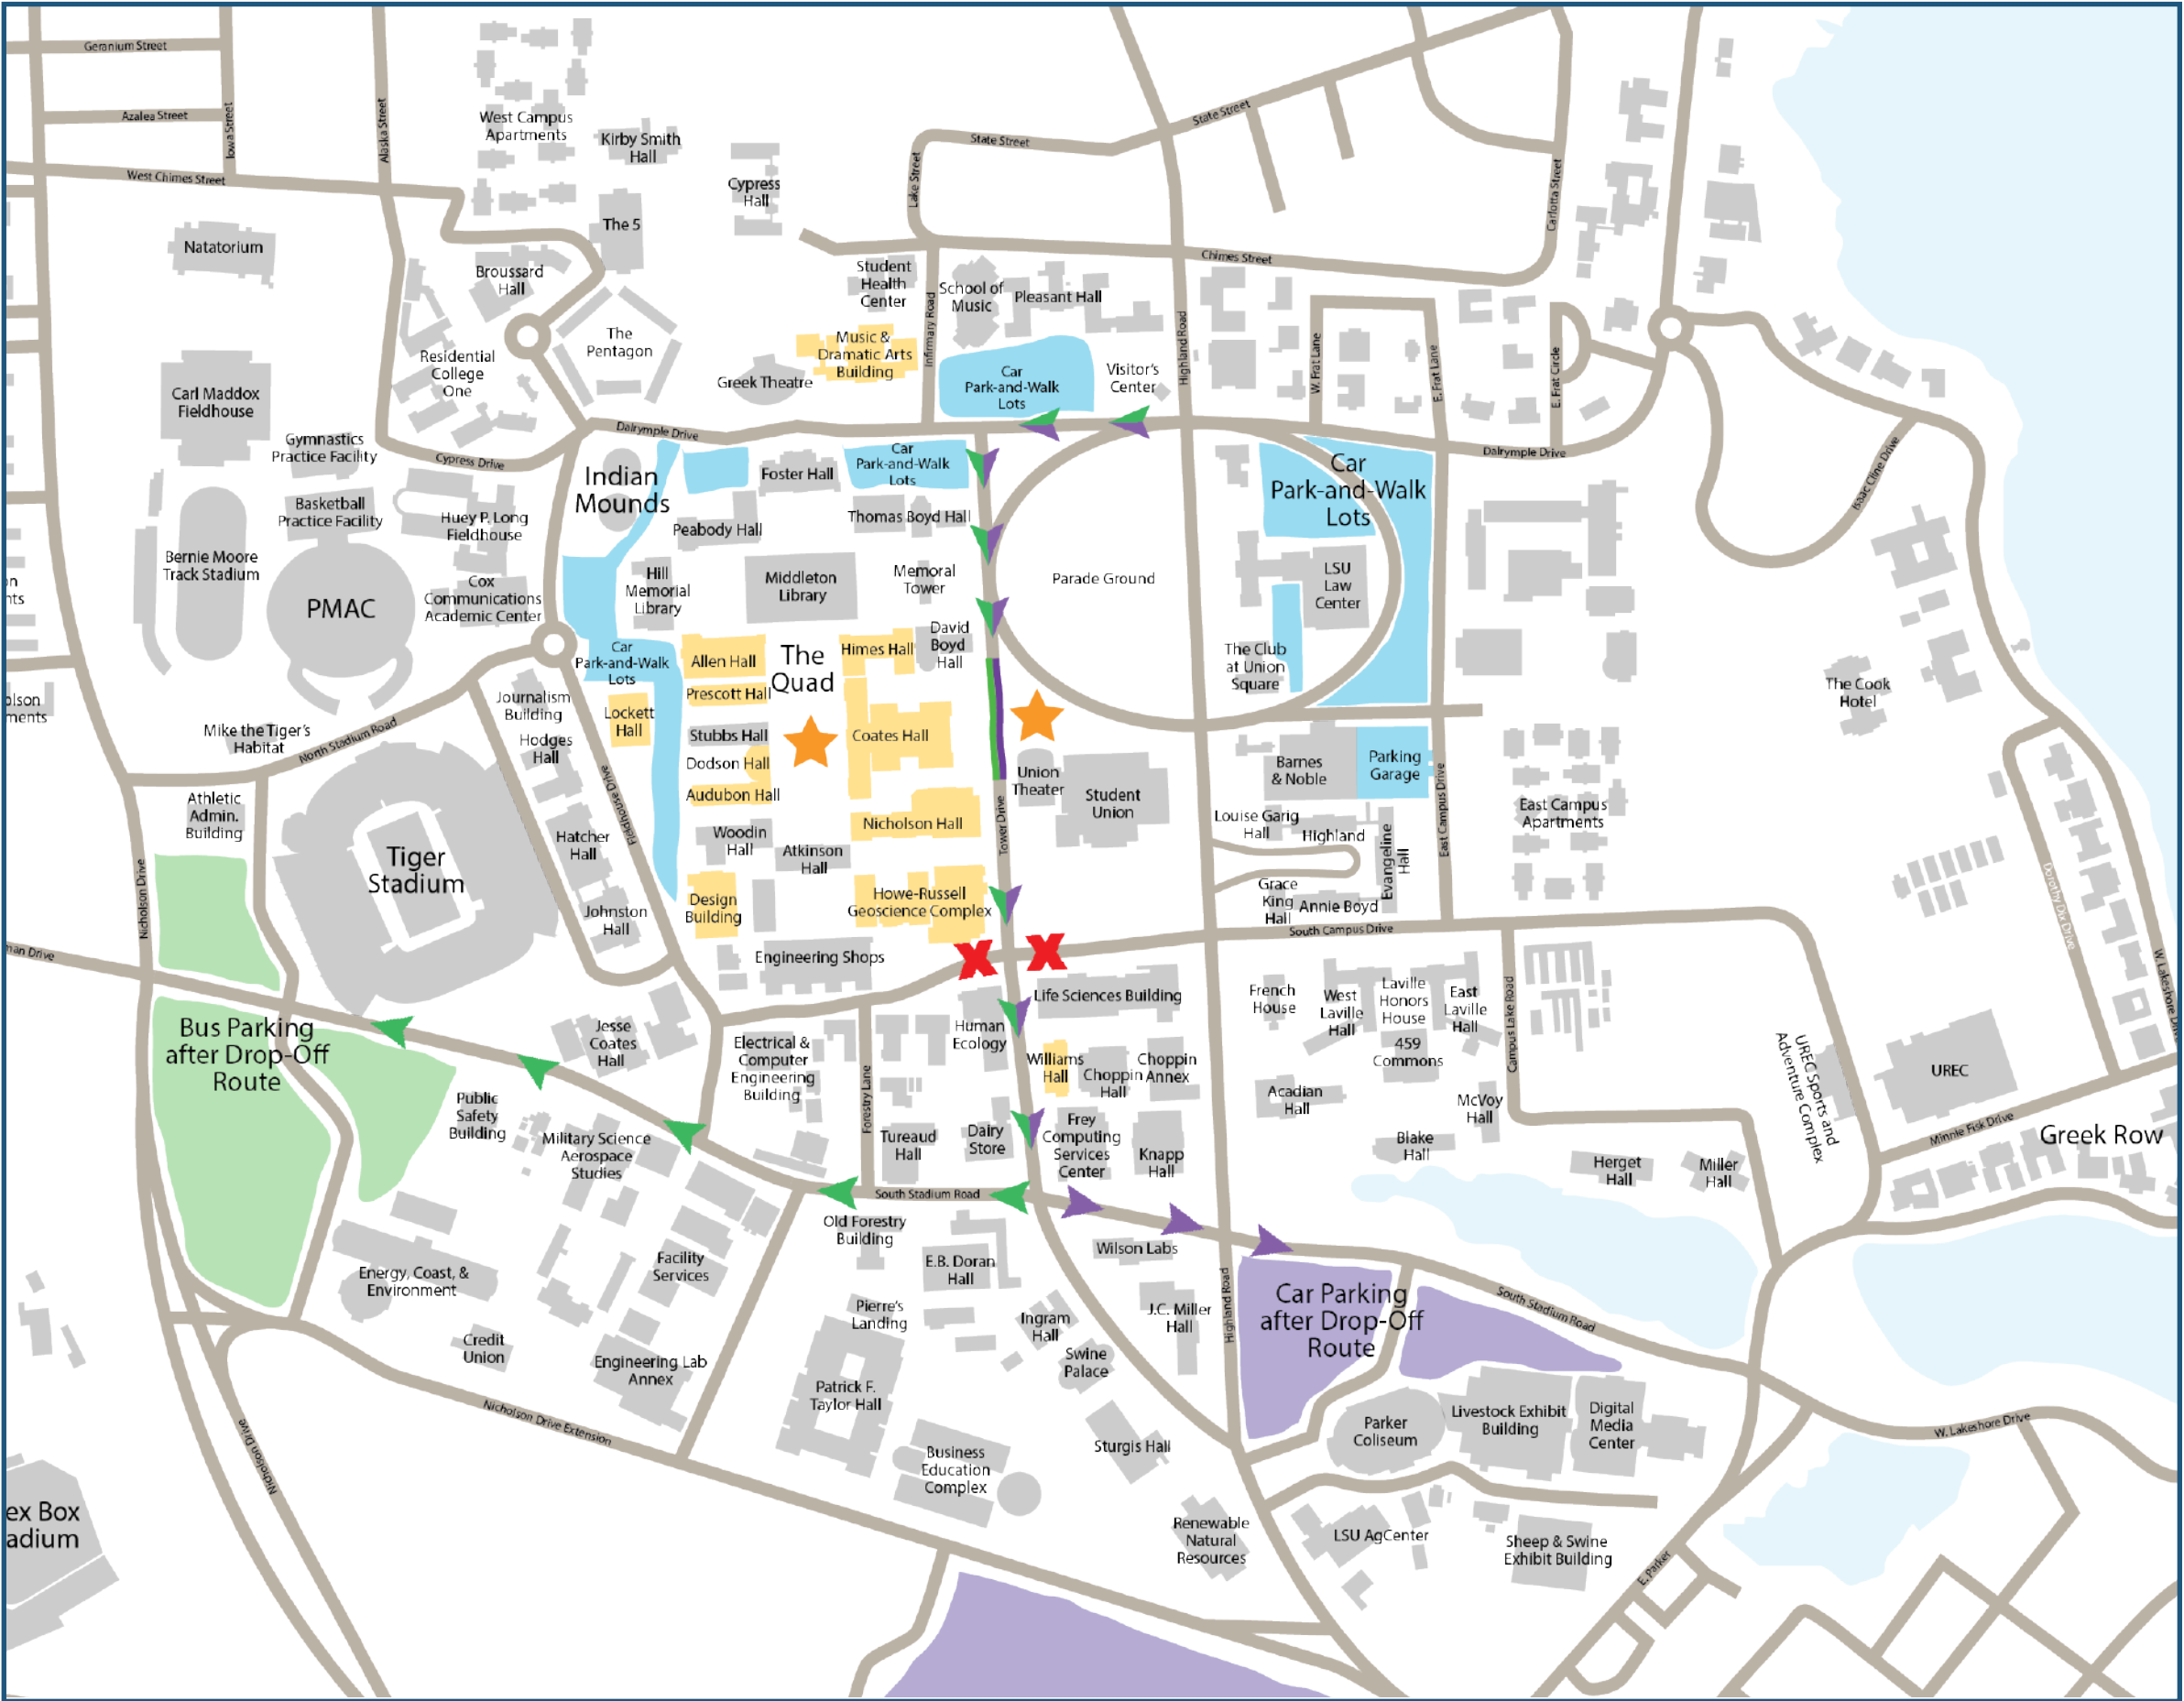 Geranium Street
Azalea Street
Iowa Street
Alaska Street
West Chimes Street
West Campus
Apartments
Kirby Smith
Hall
Cypress
Hall
The 5
Natatorium
Broussard
Hall
The
Pentagon
Residential
College
One
Carl Maddox
Fieldhouse
Gymnastics
Practice Facility
Basketball
Practice Facility
Cypress Drive
Huey P. Long
Fieldhouse
Bernie Moore
Track Stadium
PMAC
Cox
Communications
Academic Center
State Street
State Street
Lake Street
Carlotta Street
Chimes Street
Student
Health
Center
School of
Music
Pleasant Hall
Infirmary Road
Highland Road
Music &
Dramatic Arts
Building
Greek Theatre
Car
Park-and-Walk
Lots
Visitor's
Center
W. Frat Lane
E. Frat Lane
E. Frat Circle
Dalrymple Drive
Dalrymple Drive
Isaac Cline Drive
Indian
Mounds
Foster Hall
Car
Park-and-Walk
Lots
Peabody Hall
Thomas Boyd Hall
Hill
Memorial
Library
Middleton
Library
Memoral
Tower
Parade Ground
Car
Park-and-Walk
Lots
LSU
Law
Center
David
Boyd
Hall
The Club
at Union
Square
Car
Park-and-Walk
Lots
Allen Hall
The
Quad
Himes Hall
Prescott Hall
Lockett
Hall
Stubbs Hall
Coates Hall
Dodson Hall
Audubon Hall
Nicholson Hall
Woodin
Hall
Atkinson
Hall
Design
Building
Howe-Russell
Geoscience Complex
Engineering Shops
Journalism
Building
Hodges
Hall
Fieldhouse Drive
Hatcher
Hall
Johnston
Hall
Mike the Tiger's
Habitat
North Stadium Road
Athletic
Admin.
Building
Tiger
Stadium
Nicholson Drive
Union
Theater
Student
Union
Tower Drive
Barnes
& Noble
Parking
Garage
Louise Garig
Hall
Highland
Evangeline
Hall
Grace
King
Hall
Annie Boyd
East Campus Drive
East Campus
Apartments
The Cook
Hotel
Dorothy Dix Drive
South Campus Drive
Bus Parking
after Drop-Off
Route
Jesse
Coates
Hall
Electrical &
Computer
Engineering
Building
Forestry Lane
Human
Ecology
Life Sciences Building
Williams
Hall
Choppin
Hall
Choppin
Annex
French
House
West
Laville
Hall
Laville
Honors
House
East
Laville
Hall
459
Commons
Campus Lake Road
Acadian
Hall
McVoy
Hall
Blake
Hall
Herget
Hall
Miller
Hall
UREC Sports and
Adventure Complex
UREC
Minnie Fisk Drive
Greek Row
Public
Safety
Building
Military Science
Aerospace
Studies
Tureaud
Hall
Dairy
Store
Frey
Computing
Services
Center
Knapp
Hall
South Stadium Road
Old Forestry
Building
E.B. Doran
Hall
Wilson Labs
Facility
Services
Energy, Coast, &
Environment
Credit
Union
Engineering Lab
Annex
Pierre's
Landing
Patrick F.
Taylor Hall
Ingram
Hall
Swine
Palace
J.C. Miller
Hall
Highland Road
Car Parking
after Drop-Off
Route
South Stadium Road
Parker
Coliseum
Livestock Exhibit
Building
Digital
Media
Center
W. Lakeshore Drive
Nicholson Drive
Nicholson Drive Extension
Business
Education
Complex
Sturgis Hall
Renewable
Natural
Resources
LSU AgCenter
Sheep & Swine
Exhibit Building
E. Parker
ex Box
adium